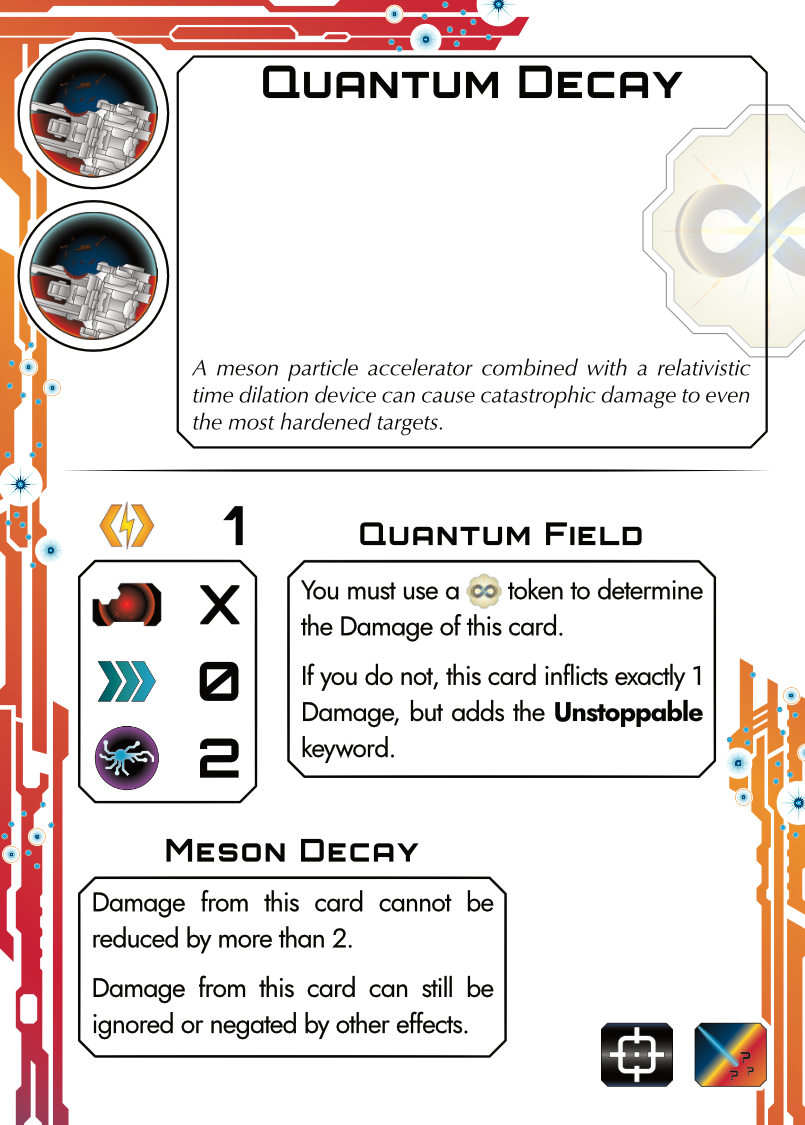 Quantum Decay
A meson particle accelerator combined with a relativistic
time dilation device can cause catastrophic damage to even
the most hardened targets.
1
X
0
2
Quantum Field
You must use a token to determine
the Damage of this card.
If you do not, this card inflicts exactly 1
Damage, but adds the Unstoppable
keyword.
Meson Decay
Damage from this card cannot be
reduced by more than 2.
Damage from this card can still be
ignored or negated by other effects.
? ? ?